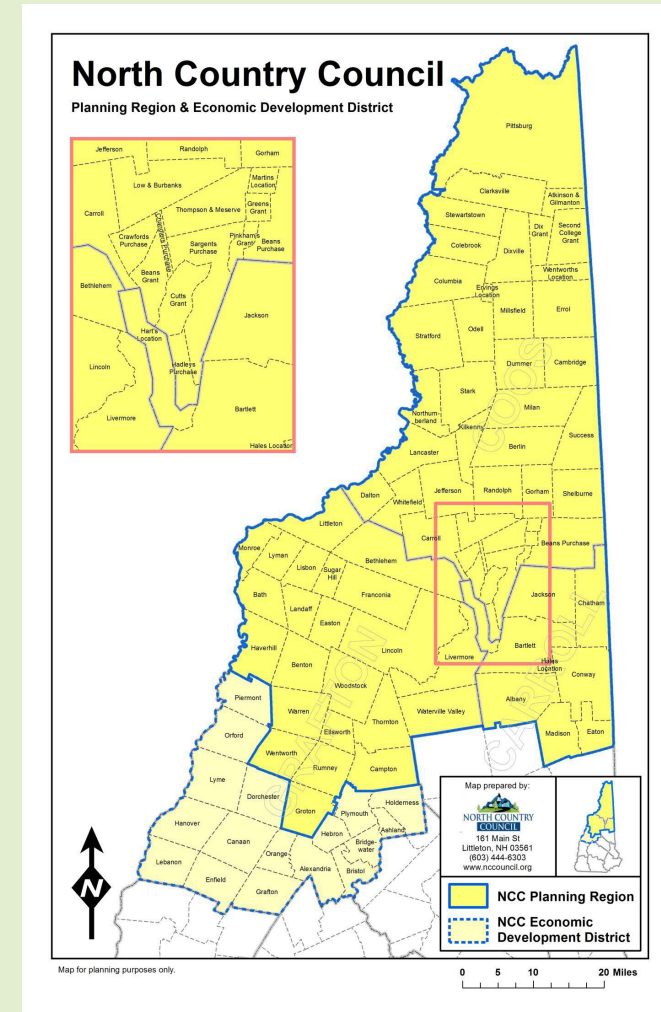 North Country Council
Planning Region & Economic Development District
Jefferson
Randolph
Gorham
Low & Burbanks
Martins
Location
Carroll
Thompson & Meserve
Greens
Grant
Crawfords
Purchase
Chandlers Purchase
Sargents
Purchase
Pinkham's
Grant
Beans
Purchase
Bethlehem
Beans
Grant
Cutts
Grant
Jackson
Hart's
Location
Lincoln
Hadleys
Purchase
Livermore
Bartlett
Hales Location
Pittsburg
Clarksville
Atkinson &
Gilmanton
Stewartstown
Dix
Grant
Second
College
Grant
Colebrook
Dixville
Wentworths
Location
Columbia
Ervings
Location
Millsfield
Errol
Stratford
Odell
Dummer
Cambridge
Stark
Milan
Northum-
berland
Kilkenny
Berlin
Success
Lancaster
Dalton
Whitefield
Jefferson
Randolph
Gorham
Shelburne
Littleton
Carroll
Beans Purchase
Monroe
Lyman
Lisbon
Sugar
Hill
Bethlehem
Bath
Franconia
Jackson
Chatham
Landaff
Easton
Haverhill
Lincoln
Livermore
Bartlett
Hales
Location
Benton
Conway
Woodstock
Piermont
Warren
Waterville Valley
Albany
Orford
Ellsworth
Thornton
Madison
Eaton
Wentworth
Rumney
Campton
Lyme
Dorchester
Groton
Plymouth
Holderness
Hanover
Hebron
Ashland
Canaan
Bridge-
water
Orange
Lebanon
Alexandria
Bristol
Enfield
Grafton
COOS
GRAFTON
CARROLL
Map prepared by:
NORTH COUNTRY
COUNCIL
161 Main St
Littleton, NH 03561
(603) 444-6303
www.nccouncil.org
NCC Planning Region
NCC Economic
Development District
N
Map for planning purposes only.
0 5 10 20 Miles